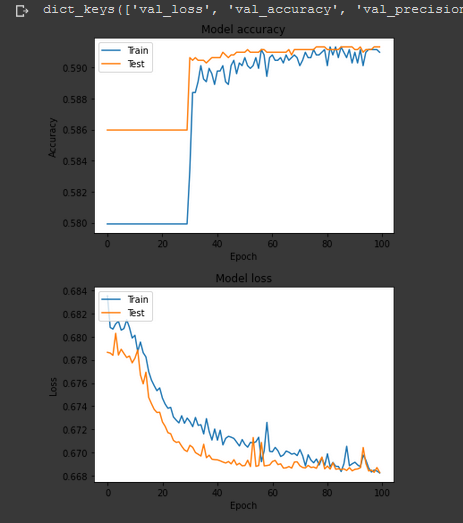 dict_keys(['val_loss', 'val_accuracy', 'val_precision
Model accuracy
Train
Test
0.590
0.588
0.586
0.584
0.582
0.580
Accuracy
0
20
40
60
80
100
Epoch
Model loss
Train
Test
0.684
0.682
0.680
0.678
0.676
0.674
0.672
0.670
0.668
Loss
0
20
40
60
80
100
Epoch